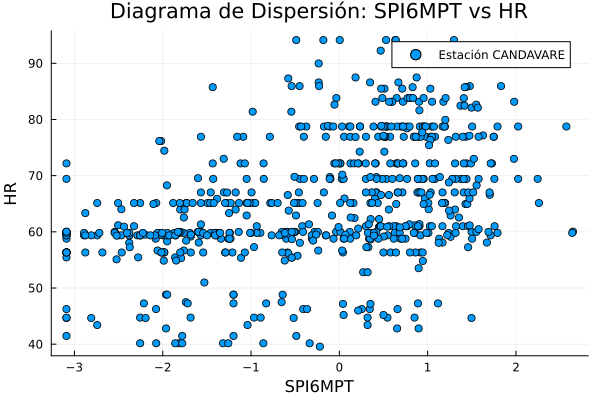 Diagrama de Dispersión: SPI6MPT vs HR
Estación CANDAVARE
HR
90
80
70
60
50
40
−3 −2 −1 0 1 2
SPI6MPT